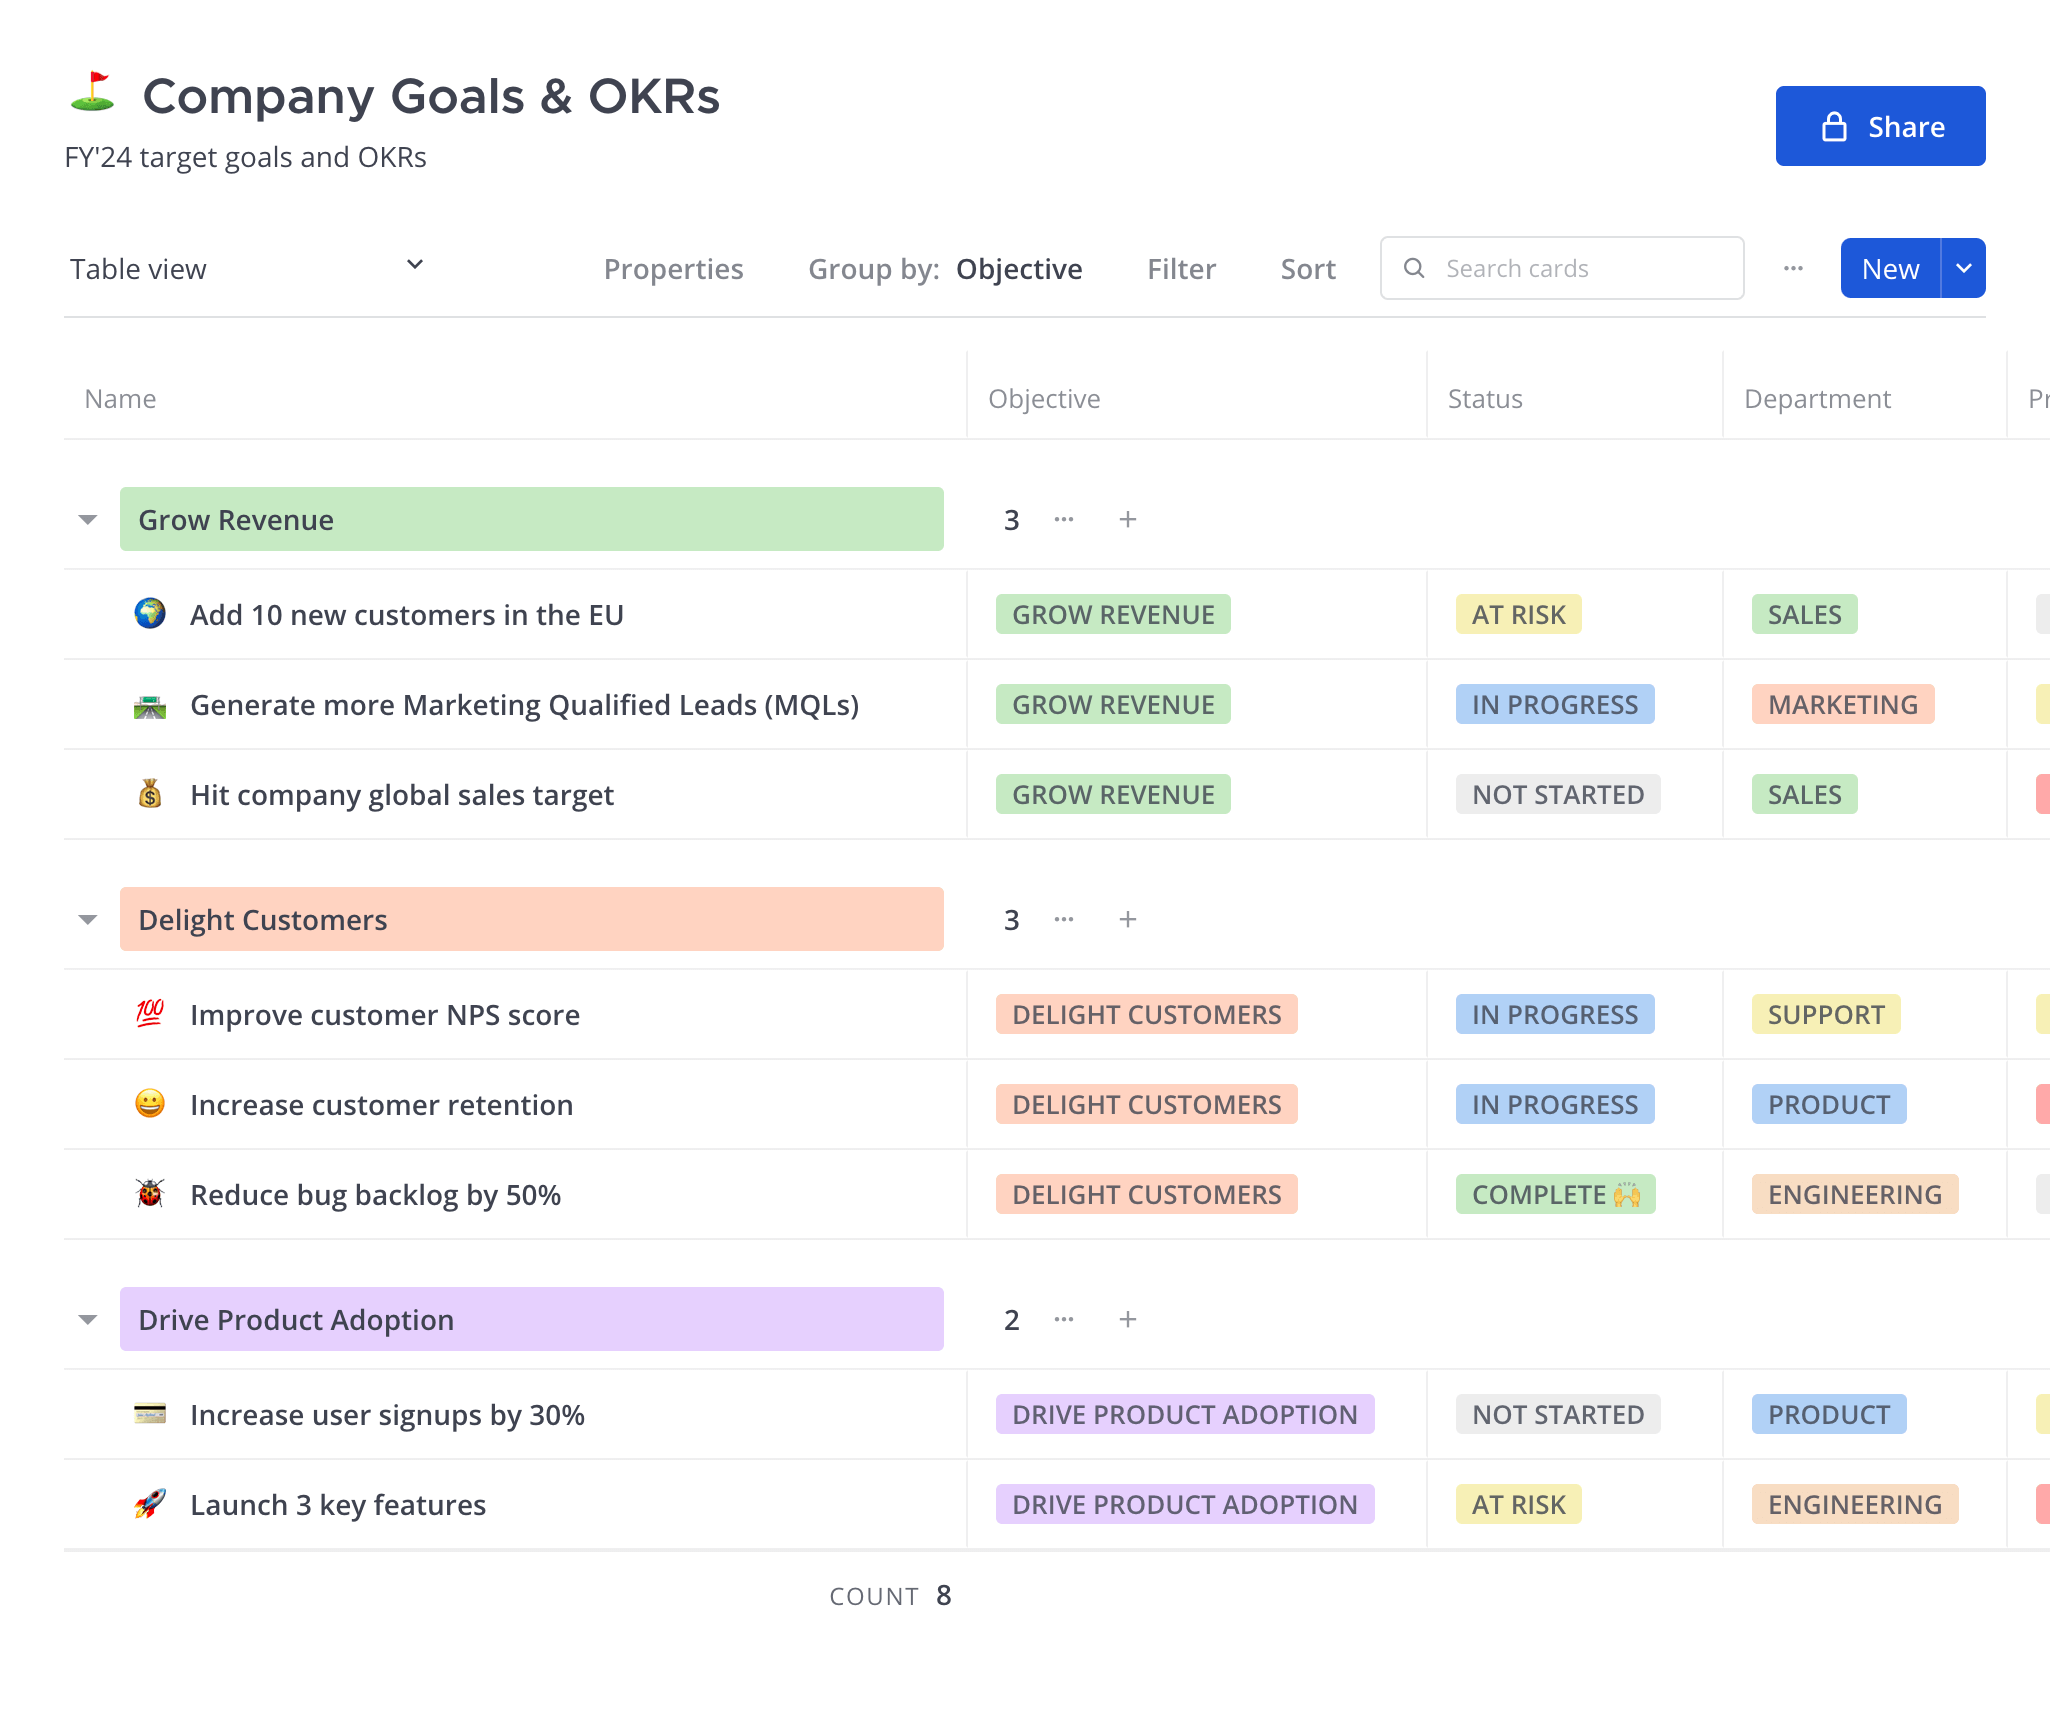 Company Goals & OKRs
FY'24 target goals and OKRs
Share
Table view Properties Group by: Objective Filter Sort Search cards New
Name Objective Status Department Pr
Grow Revenue 3
Add 10 new customers in the EU GROW REVENUE AT RISK SALES
Generate more Marketing Qualified Leads (MQLs) GROW REVENUE IN PROGRESS MARKETING
Hit company global sales target GROW REVENUE NOT STARTED SALES
Delight Customers 3
Improve customer NPS score DELIGHT CUSTOMERS IN PROGRESS SUPPORT
Increase customer retention DELIGHT CUSTOMERS IN PROGRESS PRODUCT
Reduce bug backlog by 50% DELIGHT CUSTOMERS COMPLETE 🙌 ENGINEERING
Drive Product Adoption 2
Increase user signups by 30% DRIVE PRODUCT ADOPTION NOT STARTED PRODUCT
Launch 3 key features DRIVE PRODUCT ADOPTION AT RISK ENGINEERING
COUNT 8